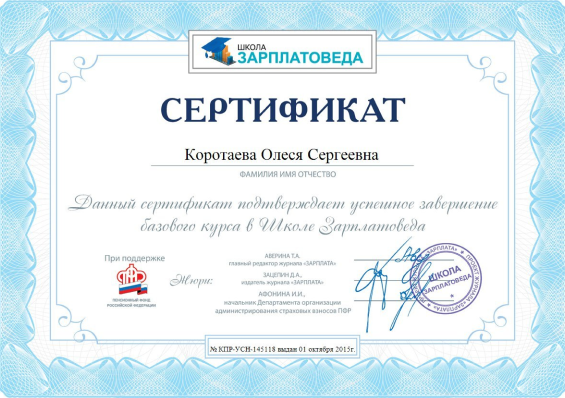 ШКОЛА
ЗАРПЛАТОВЕДА
СЕРТИФИКАТ
Коротаева Олеся Сергеевна
ФАМИЛИЯ ИМЯ ОТЧЕСТВО
Данный сертификат подтверждает успешное завершение
базового курса в Школе Зарплатоведа
При поддержке
ПЕНСИОННЫЙ ФОНД
РОССИЙСКОЙ ФЕДЕРАЦИИ
Жюри:
АВЕРИНА Т.А.
главный редактор журнала «ЗАРПЛАТА»
ЗАЦЕПИН Д.А.,
издатель журнала «ЗАРПЛАТА»
АФОНИНА И.И.,
начальник Департамента организации
администрирования страховых взносов ПФР
ШКОЛА
ЗАРПЛАТОВЕДА
№ КПР-УСН-145118 выдан 01 октября 2015г.